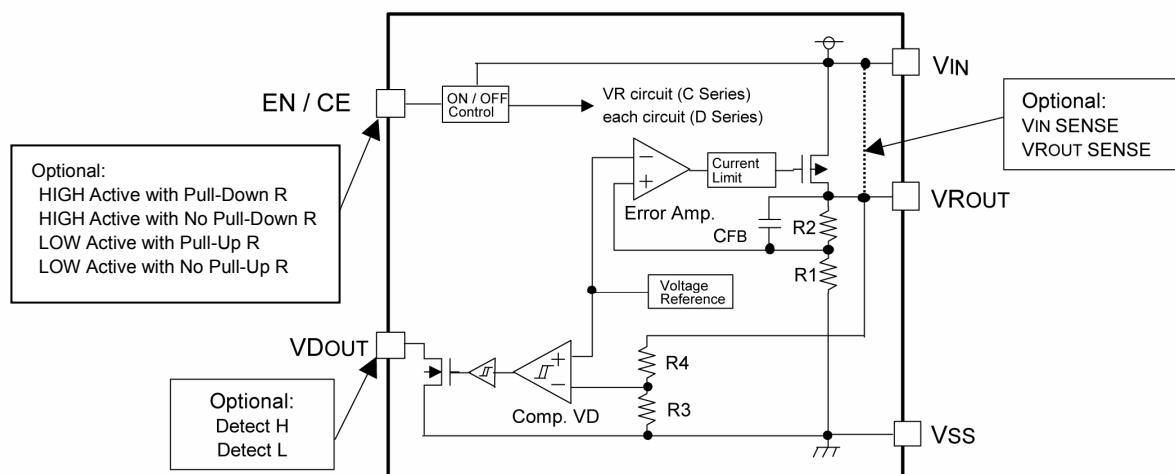 VIN
EN / CE
ON / OFF
Control
VR circuit (C Series)
each circuit (D Series)
Optional:
VIN SENSE
VROUT SENSE
Optional:
HIGH Active with Pull-Down R
HIGH Active with No Pull-Down R
LOW Active with Pull-Up R
LOW Active with No Pull-Up R
−
+
Error Amp.
Current
Limit
VROUT
CFB
R2
R1
Voltage
Reference
VDOUT
+
−
Comp. VD
R4
R3
Optional:
Detect H
Detect L
VSS